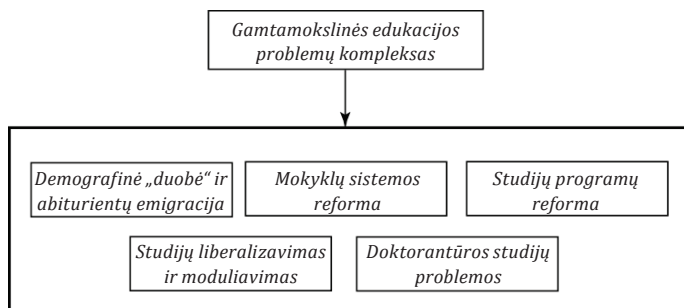 Gamtamokslinės edukacijos
problemų kompleksas
Demografinė „duobė“ ir
abiturientų emigracija
Mokyklų sistemos
reforma
Studijų programų
reforma
Studijų liberalizavimas
ir moduliavimas
Doktorantūros studijų
problemos